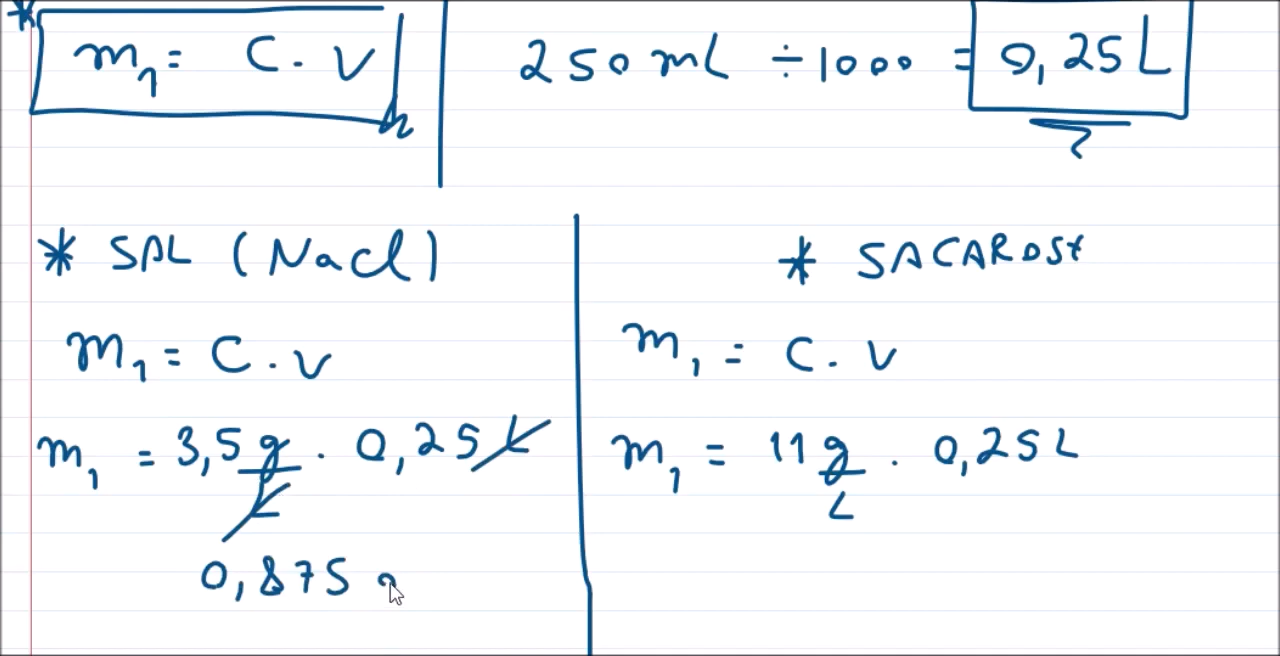 * m₁ = C . V
250 mL ÷ 1000 = 0,25 L
* SAL (NaCl)
m₁ = C . V
m₁ = 3,5 g/L . 0,25 L
0,875
* SACAROSE
m₁ = C . V
m₁ = 11 g/L . 0,25 L